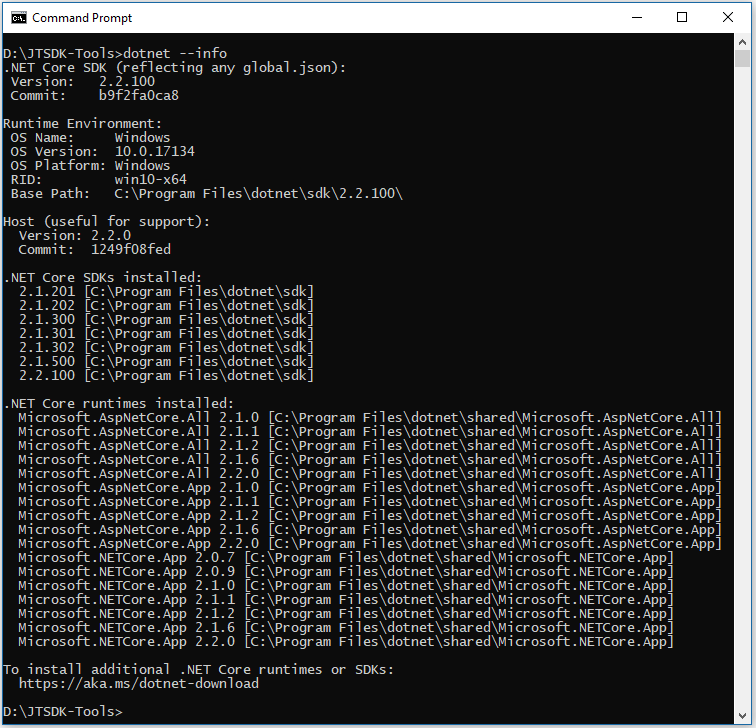 Command Prompt
D:\JTSDK-Tools>dotnet --info
.NET Core SDK (reflecting any global.json):
 Version:   2.2.100
 Commit:    b9f2fa0ca8

Runtime Environment:
 OS Name:     Windows
 OS Version:  10.0.17134
 OS Platform: Windows
 RID:         win10-x64
 Base Path:   C:\Program Files\dotnet\sdk\2.2.100\

Host (useful for support):
  Version: 2.2.0
  Commit:  1249f08fed

.NET Core SDKs installed:
  2.1.201 [C:\Program Files\dotnet\sdk]
  2.1.202 [C:\Program Files\dotnet\sdk]
  2.1.300 [C:\Program Files\dotnet\sdk]
  2.1.301 [C:\Program Files\dotnet\sdk]
  2.1.302 [C:\Program Files\dotnet\sdk]
  2.1.500 [C:\Program Files\dotnet\sdk]
  2.2.100 [C:\Program Files\dotnet\sdk]

.NET Core runtimes installed:
  Microsoft.AspNetCore.All 2.1.0 [C:\Program Files\dotnet\shared\Microsoft.AspNetCore.All]
  Microsoft.AspNetCore.All 2.1.1 [C:\Program Files\dotnet\shared\Microsoft.AspNetCore.All]
  Microsoft.AspNetCore.All 2.1.2 [C:\Program Files\dotnet\shared\Microsoft.AspNetCore.All]
  Microsoft.AspNetCore.All 2.1.6 [C:\Program Files\dotnet\shared\Microsoft.AspNetCore.All]
  Microsoft.AspNetCore.All 2.2.0 [C:\Program Files\dotnet\shared\Microsoft.AspNetCore.All]
  Microsoft.AspNetCore.App 2.1.0 [C:\Program Files\dotnet\shared\Microsoft.AspNetCore.App]
  Microsoft.AspNetCore.App 2.1.1 [C:\Program Files\dotnet\shared\Microsoft.AspNetCore.App]
  Microsoft.AspNetCore.App 2.1.2 [C:\Program Files\dotnet\shared\Microsoft.AspNetCore.App]
  Microsoft.AspNetCore.App 2.1.6 [C:\Program Files\dotnet\shared\Microsoft.AspNetCore.App]
  Microsoft.AspNetCore.App 2.2.0 [C:\Program Files\dotnet\shared\Microsoft.AspNetCore.App]
  Microsoft.NETCore.App 2.0.7 [C:\Program Files\dotnet\shared\Microsoft.NETCore.App]
  Microsoft.NETCore.App 2.0.9 [C:\Program Files\dotnet\shared\Microsoft.NETCore.App]
  Microsoft.NETCore.App 2.1.0 [C:\Program Files\dotnet\shared\Microsoft.NETCore.App]
  Microsoft.NETCore.App 2.1.1 [C:\Program Files\dotnet\shared\Microsoft.NETCore.App]
  Microsoft.NETCore.App 2.1.2 [C:\Program Files\dotnet\shared\Microsoft.NETCore.App]
  Microsoft.NETCore.App 2.1.6 [C:\Program Files\dotnet\shared\Microsoft.NETCore.App]
  Microsoft.NETCore.App 2.2.0 [C:\Program Files\dotnet\shared\Microsoft.NETCore.App]

To install additional .NET Core runtimes or SDKs:
  https://aka.ms/dotnet-download

D:\JTSDK-Tools>